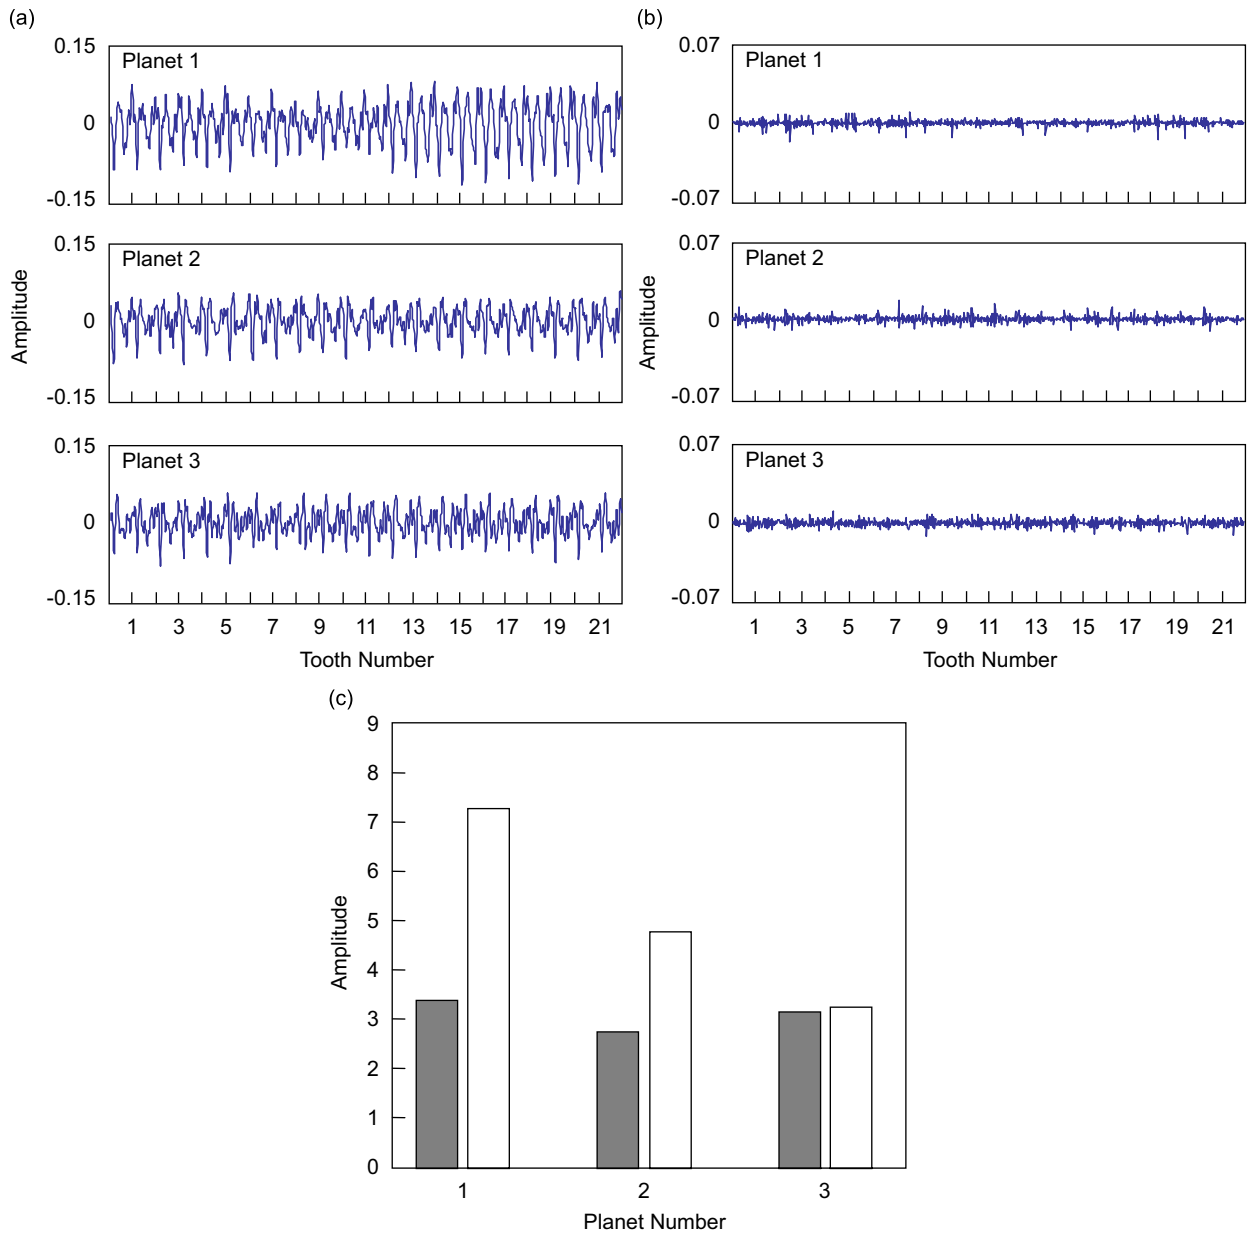 (a)
0.15
Planet 1
0
-0.15
0.15
Planet 2
0
-0.15
0.15
Planet 3
0
-0.15
Amplitude
1 3 5 7 9 11 13 15 17 19 21
Tooth Number
(b)
0.07
Planet 1
0
-0.07
0.07
Planet 2
0
-0.07
0.07
Planet 3
0
-0.07
Amplitude
1 3 5 7 9 11 13 15 17 19 21
Tooth Number
(c)
9
8
7
6
5
4
3
2
1
0
Amplitude
1 2 3
Planet Number